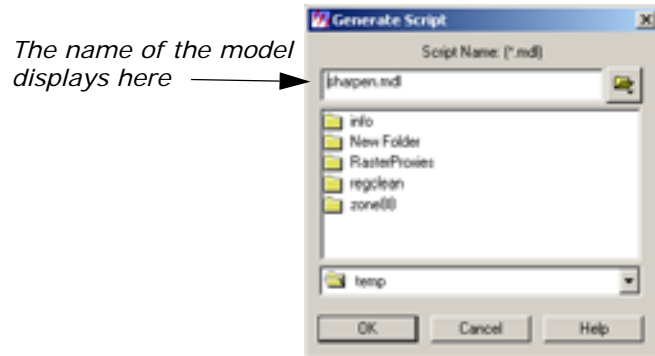 Generate Script
The name of the model
displays here
Script Name: (*.mdl)
sharpen.mdl
info
New Folder
RasterProxies
regclean
temp
OK Cancel Help